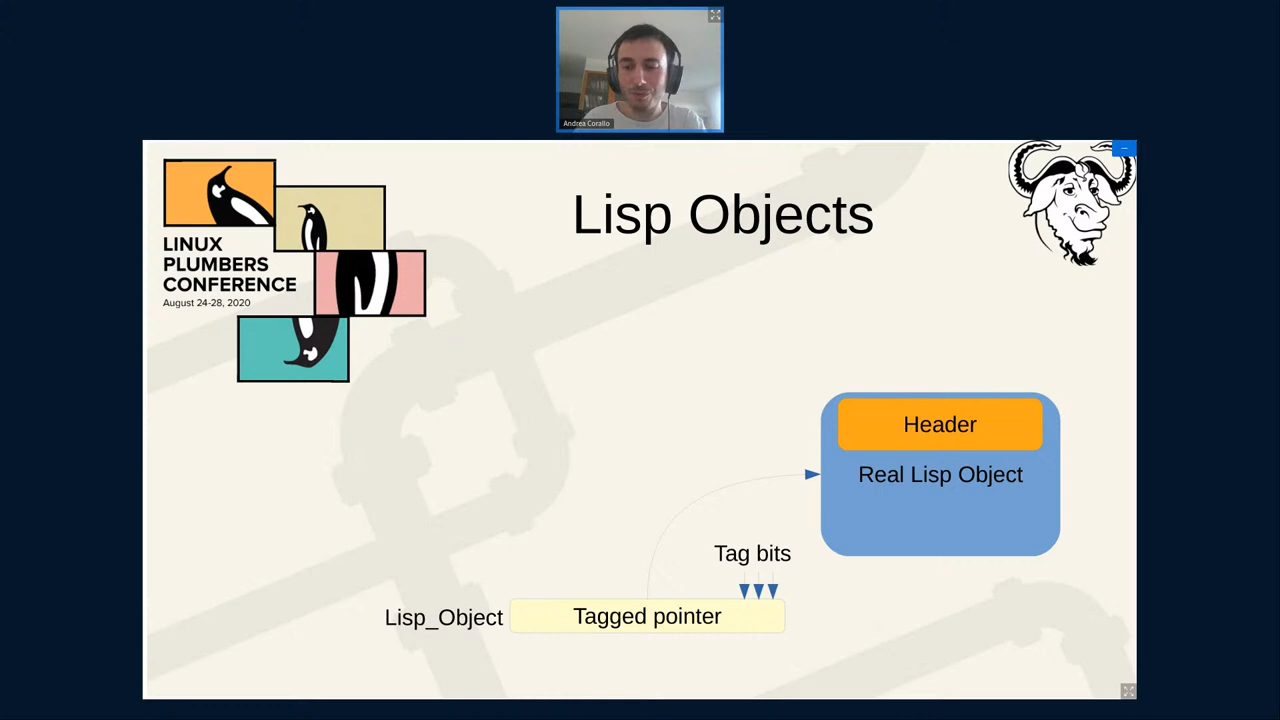 Andrea Corallo
Lisp Objects
LINUX
PLUMBERS
CONFERENCE
August 24-28, 2020
Header
Real Lisp Object
Tag bits
Lisp_Object
Tagged pointer